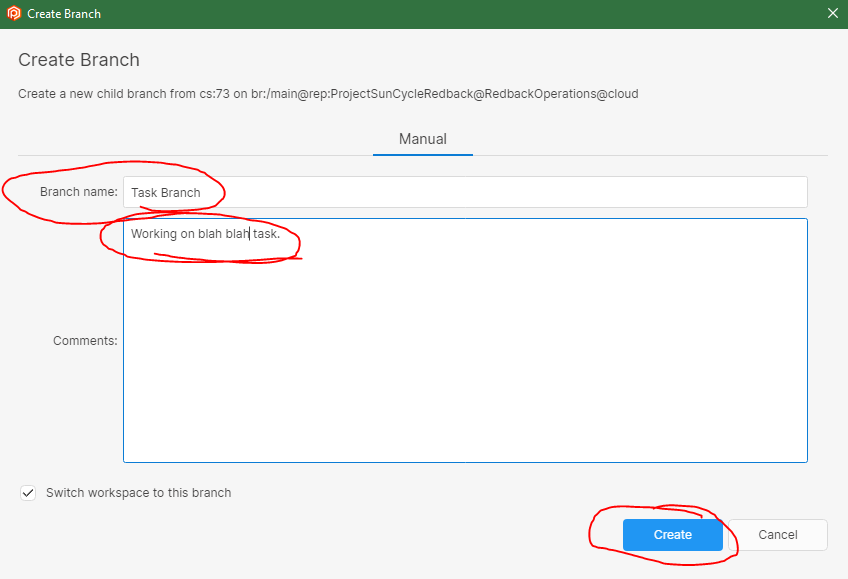 Create Branch
Create Branch
Create a new child branch from cs:73 on br:/main@rep:ProjectSunCycleRedback@RedbackOperations@cloud
Manual
Branch name: Task Branch
Working on blah blah task.
Comments:
Switch workspace to this branch
Create Cancel